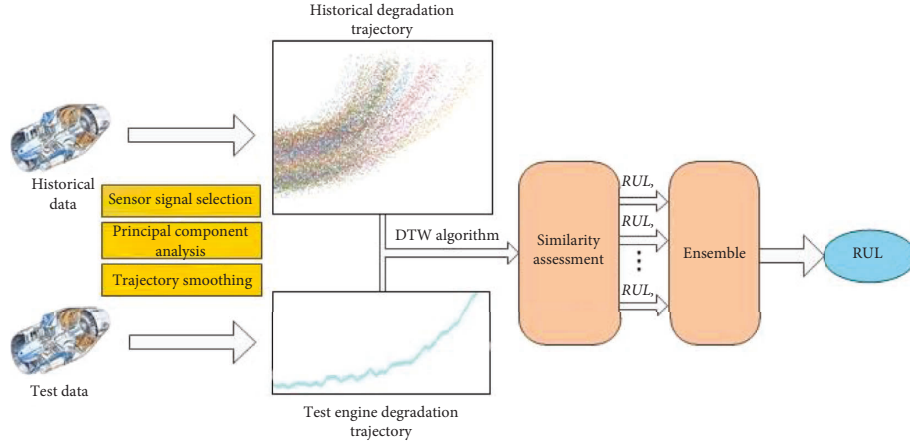 Historical degradation
trajectory
Historical
data
Sensor signal selection
Principal component
analysis
Trajectory smoothing
Test data
Test engine degradation
trajectory
DTW algorithm
Similarity
assessment
RUL,
RUL,
RUL,
Ensemble
RUL